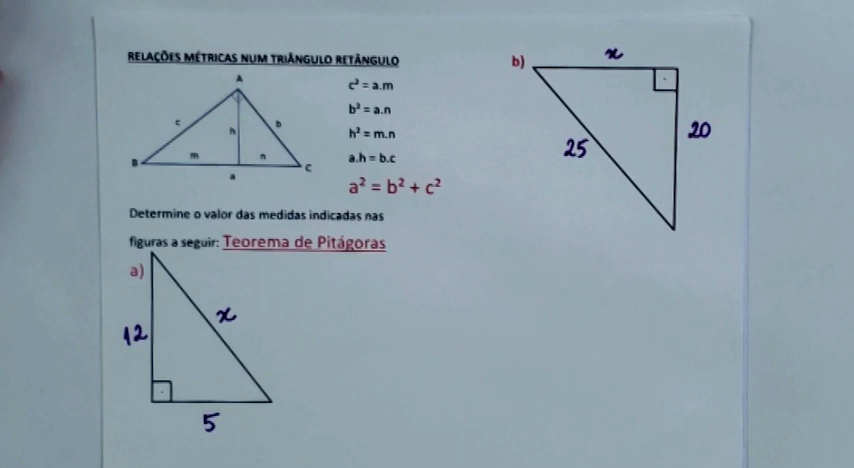 RELAÇÕES MÉTRICAS NUM TRIÂNGULO RETÂNGULO
A
c
h
b
B
m
n
C
a
c² = a.m
b² = a.n
h² = m.n
a.h = b.c
a² = b² + c²
Determine o valor das medidas indicadas nas
figuras a seguir: Teorema de Pitágoras
a)
12
x
5
b)
x
25
20